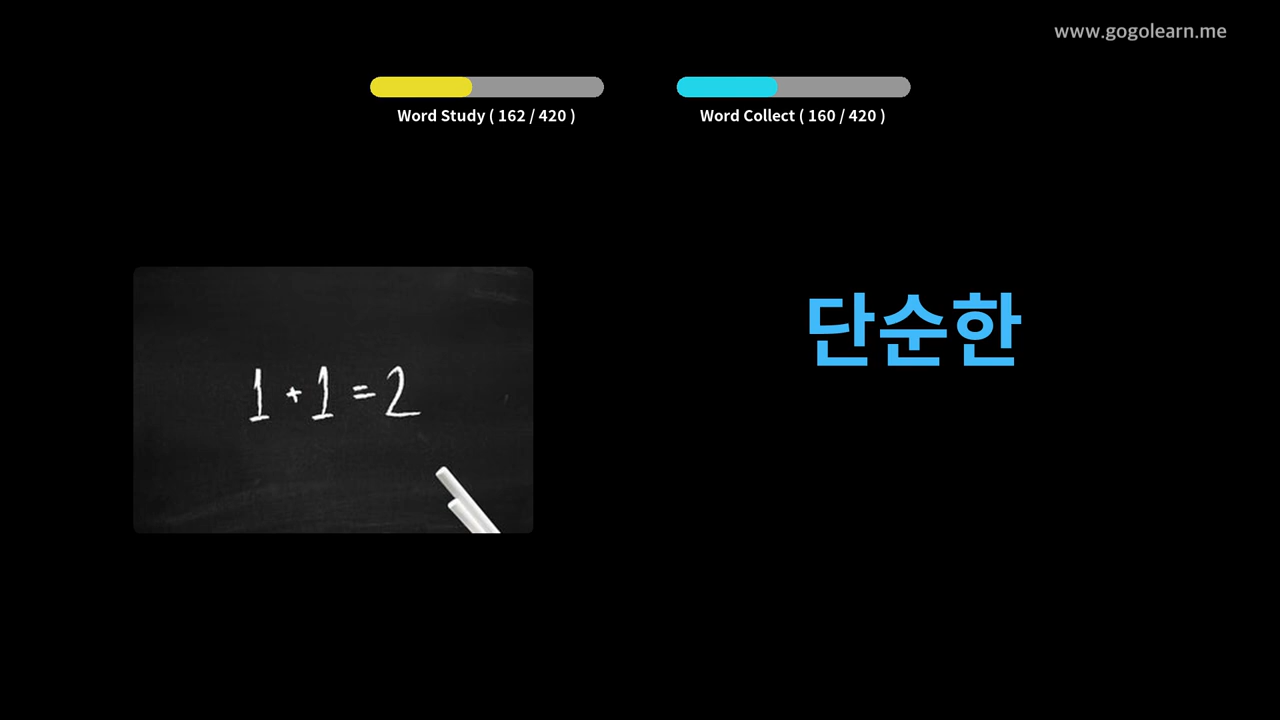 www.gogolearn.me
Word Study ( 162 / 420 )
Word Collect ( 160 / 420 )
1 + 1 = 2
단순한